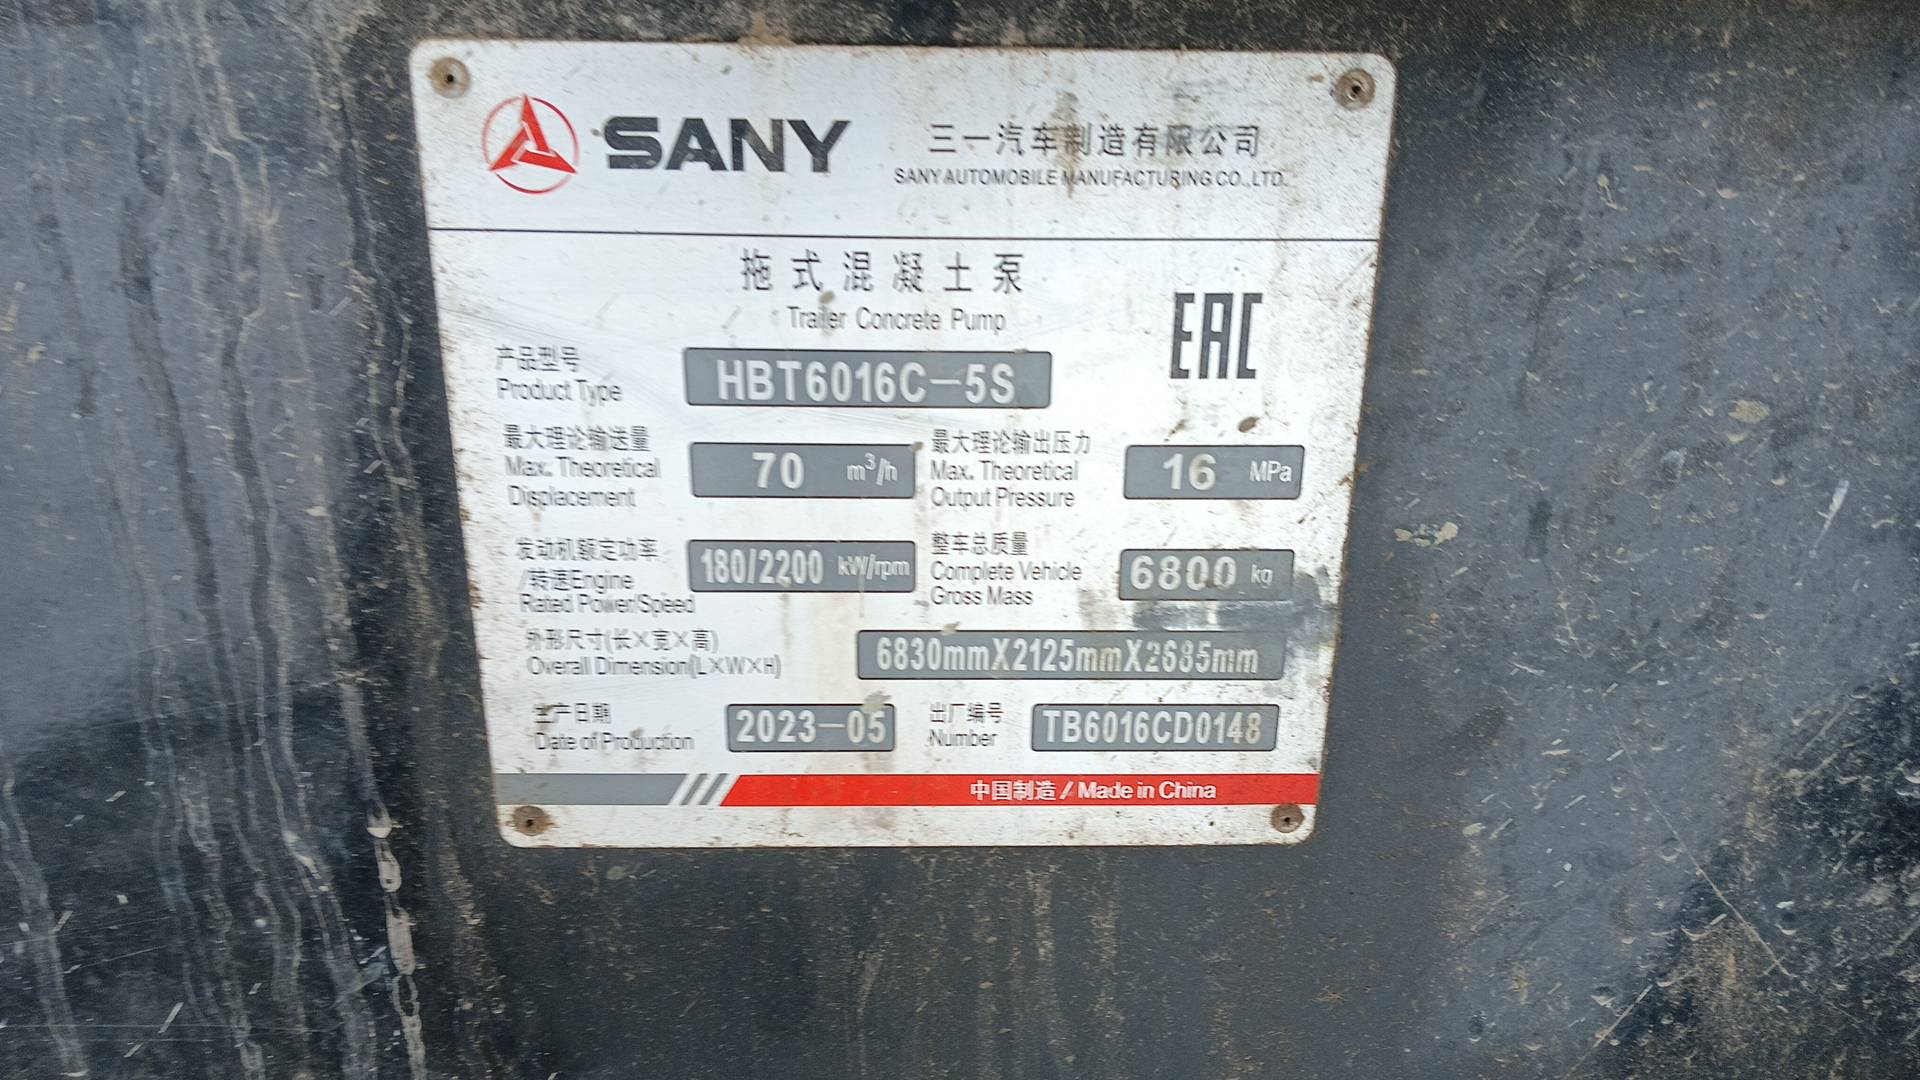 SANY
三一汽车制造有限公司
SANY AUTOMOBILE MANUFACTURING CO.,LTD.
拖式混凝土泵
Trailer Concrete Pump
EAC
产品型号
Product Type
HBT6016C-5S
最大理论输送量
Max. Theoretical
Displacement
70 m³/h
最大理论输出压力
Max. Theoretical
Output Pressure
16 MPa
发动机额定功率
/转速Engine
Rated Power/Speed
180/2200 kW/rpm
整车总质量
Complete Vehicle
Gross Mass
6800 kg
外形尺寸(长×宽×高)
Overall Dimension(L×W×H)
6830mmX2125mmX2685mm
生产日期
Date of Production
2023-05
出厂编号
Number
TB6016CD0148
中国制造/Made in China